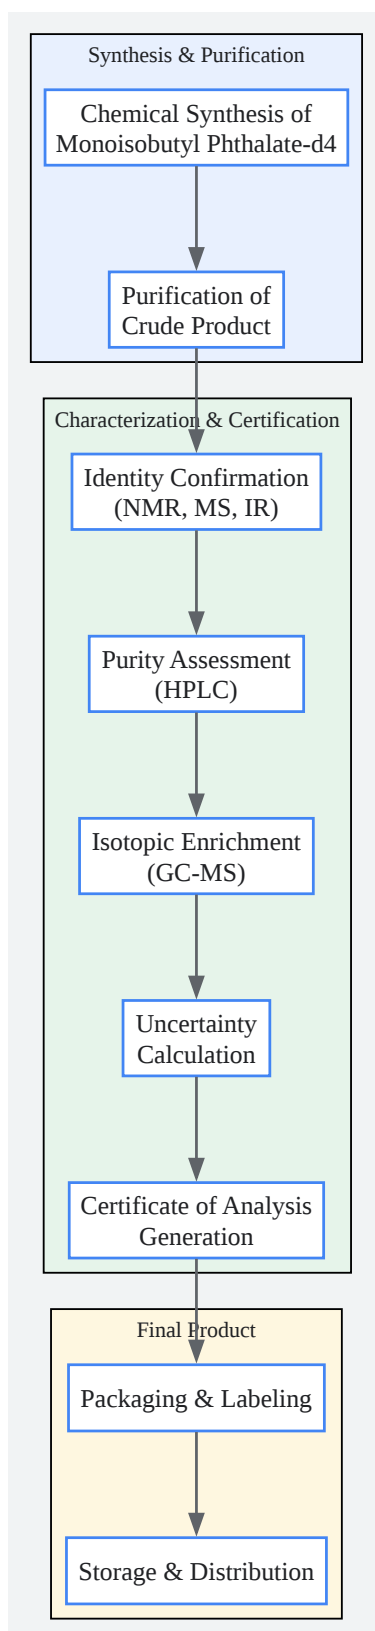 Synthesis & Purification
Chemical Synthesis of
Monoisobutyl Phthalate-d4
Purification of
Crude Product
Characterization & Certification
Identity Confirmation
(NMR, MS, IR)
Purity Assessment
(HPLC)
Isotopic Enrichment
(GC-MS)
Uncertainty
Calculation
Certificate of Analysis
Generation
Final Product
Packaging & Labeling
Storage & Distribution